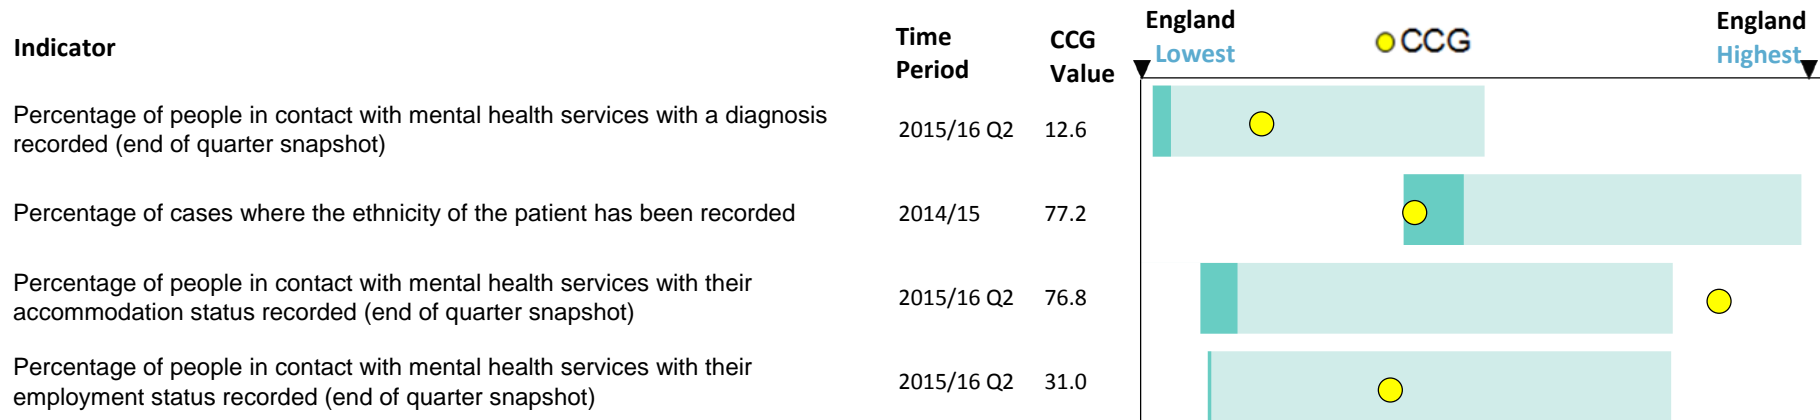 Indicator
Time Period
CCG Value
England Lowest
CCG
England Highest
Percentage of people in contact with mental health services with a diagnosis
recorded (end of quarter snapshot)
2015/16 Q2
12.6
Percentage of cases where the ethnicity of the patient has been recorded
2014/15
77.2
Percentage of people in contact with mental health services with their
accommodation status recorded (end of quarter snapshot)
2015/16 Q2
76.8
Percentage of people in contact with mental health services with their
employment status recorded (end of quarter snapshot)
2015/16 Q2
31.0